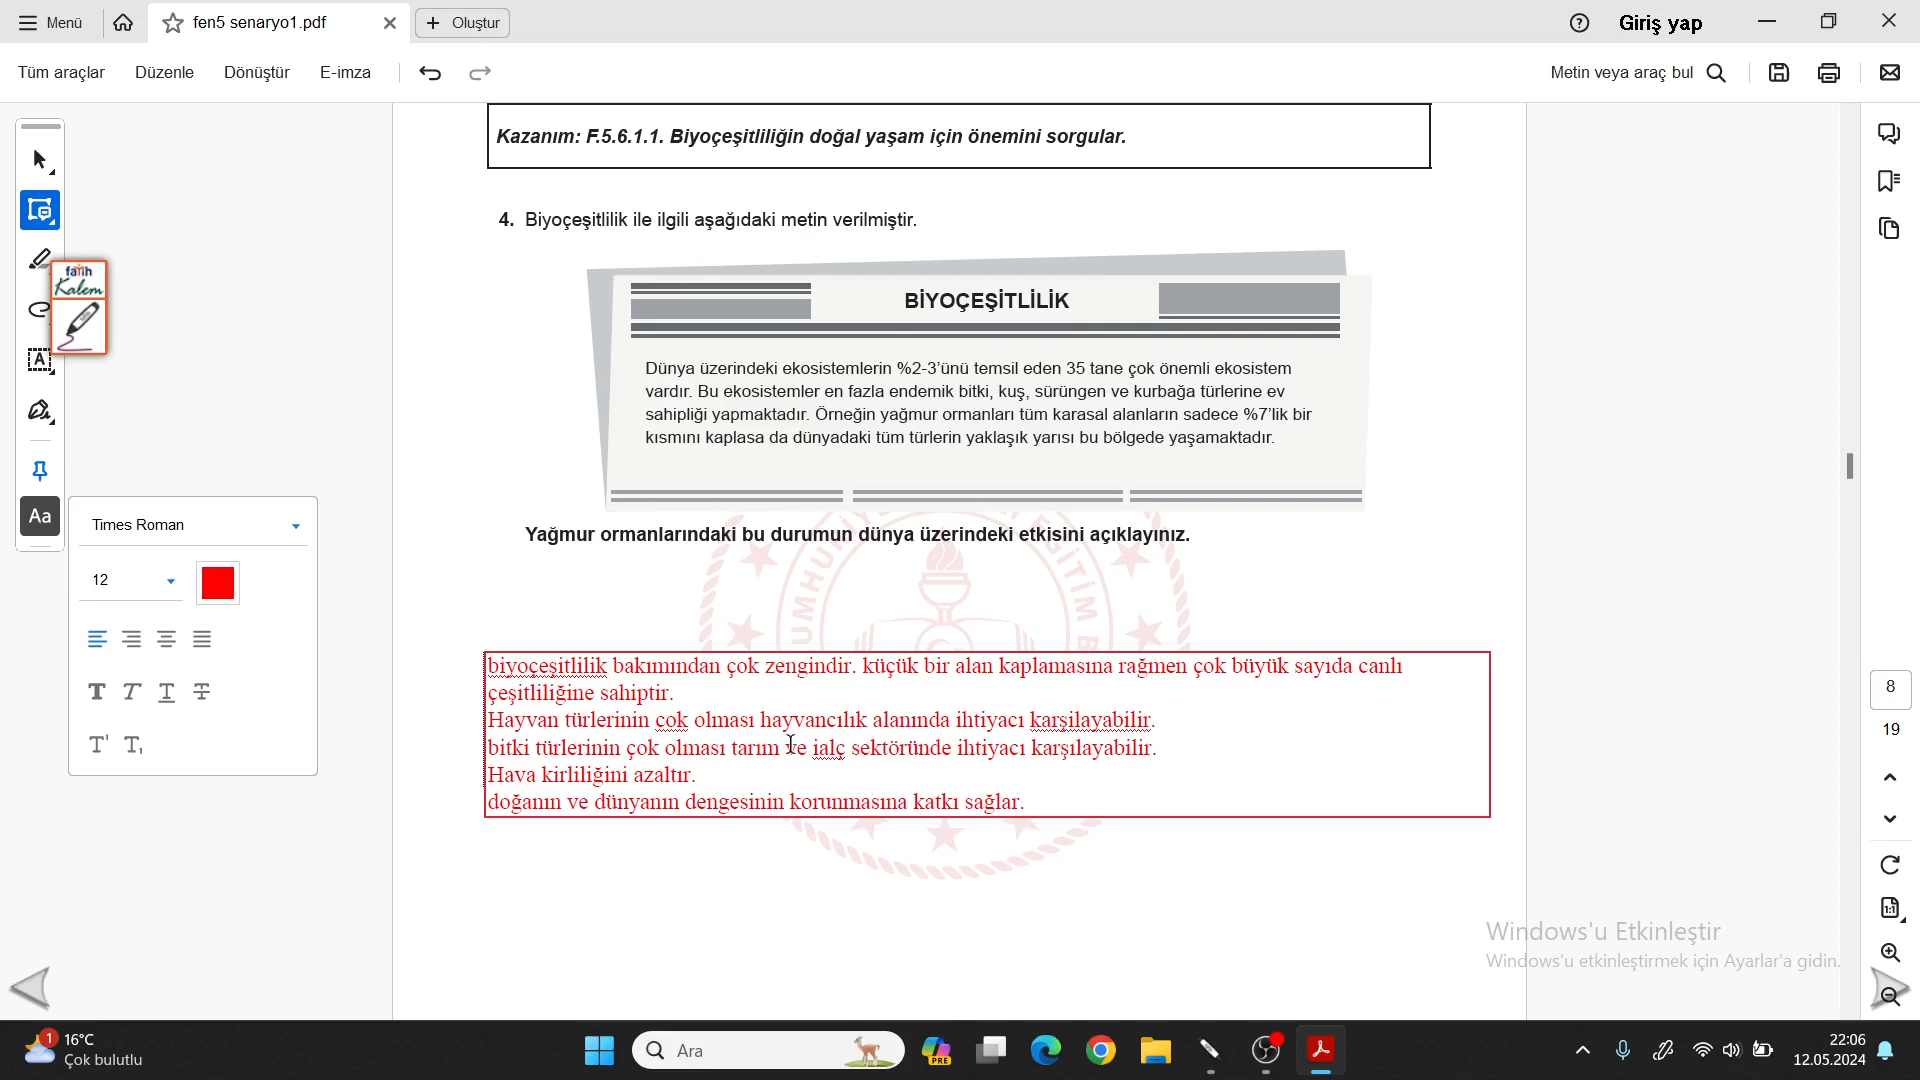 Menü
fen5 senaryo1.pdf
+ Oluştur
Giriş yap
Tüm araçlar
Düzenle
Dönüştür
E-imza
Metin veya araç bul
Kazanım: F.5.6.1.1. Biyoçeşitliliğin doğal yaşam için önemini sorgular.
4. Biyoçeşitlilik ile ilgili aşağıdaki metin verilmiştir.
fatih
Kalem
BİYOÇEŞİTLİLİK
Dünya üzerindeki ekosistemlerin %2-3'ünü temsil eden 35 tane çok önemli ekosistem
vardır. Bu ekosistemler en fazla endemik bitki, kuş, sürüngen ve kurbağa türlerine ev
sahipliği yapmaktadır. Örneğin yağmur ormanları tüm karasal alanların sadece %7'lik bir
kısmını kaplasa da dünyadaki tüm türlerin yaklaşık yarısı bu bölgede yaşamaktadır.
Aa
Times Roman
12
Yağmur ormanlarındaki bu durumun dünya üzerindeki etkisini açıklayınız.
biyoçeşitlilik bakımından çok zengindir. küçük bir alan kaplamasına rağmen çok büyük sayıda canlı
çeşitliliğine sahiptir.
Hayvan türlerinin cok olması hayvancılık alanında ihtiyacı karşilayabilir.
bitki türlerinin çok olması tarım ve ialç sektöründe ihtiyacı karşılayabilir.
Hava kirliliğini azaltır.
doğanın ve dünyanın dengesinin korunmasına katkı sağlar.
8
19
Windows'u Etkinleştir
Windows'u etkinleştirmek için Ayarlar'a gidin.
1
16°C
Çok bulutlu
Ara
PRE
22:06
12.05.2024